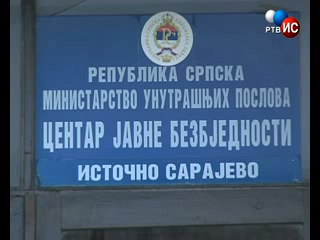 РТВ ИС
РЕПУБЛИКА СРПСКА
МИНИСТАРСТВО УНУТРАШЊИХ ПОСЛОВА
ЦЕНТАР ЈАВНЕ БЕЗБЈЕДНОСТИ
ИСТОЧНО САРАЈЕВО